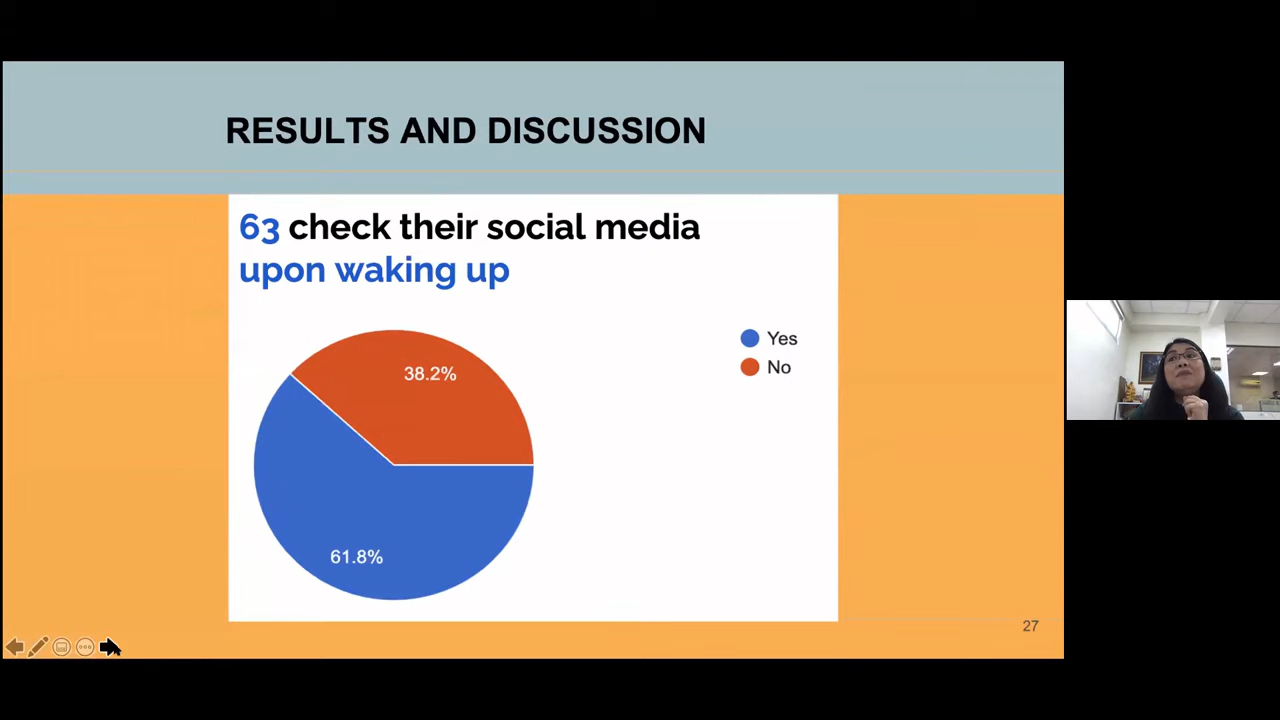 RESULTS AND DISCUSSION
63 check their social media
upon waking up
Yes
No
38.2%
61.8%
27